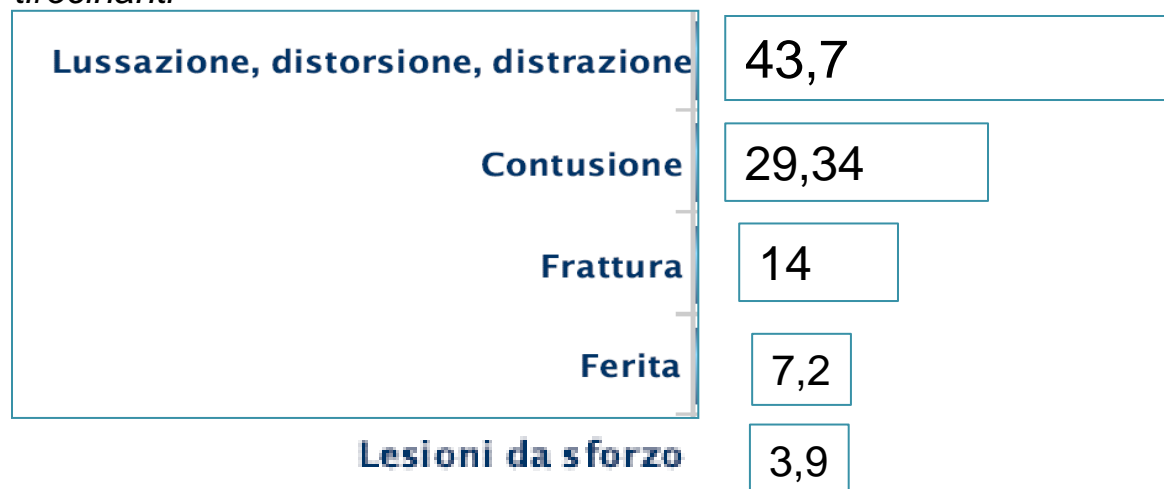 Lussazione, distorsione, distrazione 43,7
Contusione 29,34
Frattura 14
Ferita 7,2
Lesioni da sforzo 3,9